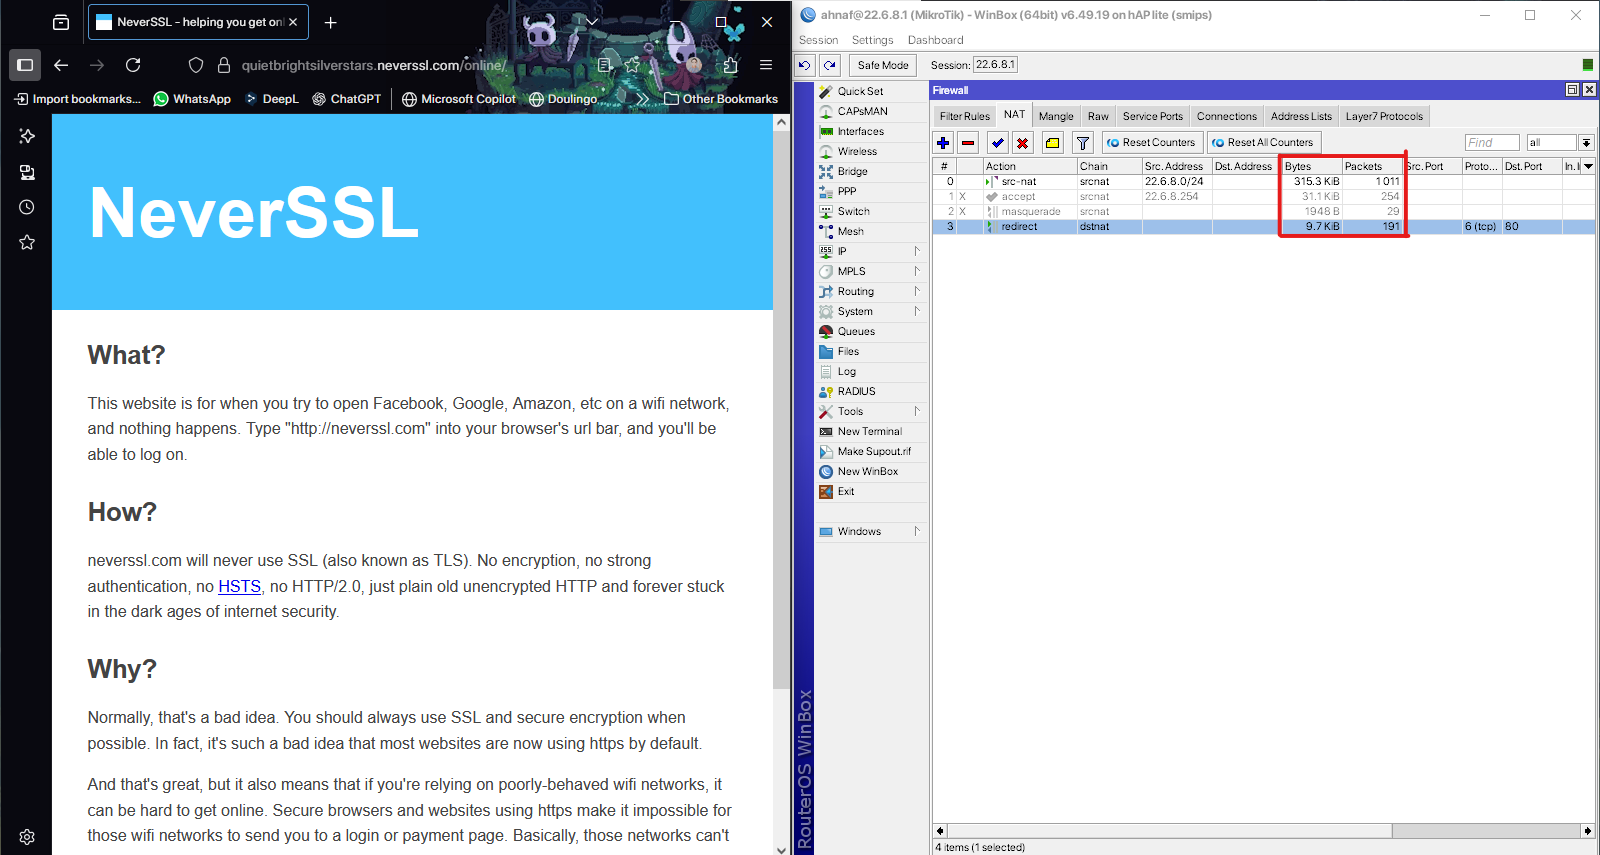 NeverSSL - helping you get onl
quietbrightsilverstars.neverssl.com/online/
Import bookmarks...
WhatsApp
DeepL
ChatGPT
Microsoft Copilot
Doulingo
Other Bookmarks
NeverSSL
What?
This website is for when you try to open Facebook, Google, Amazon, etc on a wifi network,
and nothing happens. Type "http://neverssl.com" into your browser's url bar, and you'll be
able to log on.
How?
neverssl.com will never use SSL (also known as TLS). No encryption, no strong
authentication, no HSTS, no HTTP/2.0, just plain old unencrypted HTTP and forever stuck
in the dark ages of internet security.
Why?
Normally, that's a bad idea. You should always use SSL and secure encryption when
possible. In fact, it's such a bad idea that most websites are now using https by default.
And that's great, but it also means that if you're relying on poorly-behaved wifi networks, it
can be hard to get online. Secure browsers and websites using https make it impossible for
those wifi networks to send you to a login or payment page. Basically, those networks can't
ahnaf@22.6.8.1 (MikroTik) - WinBox (64bit) v6.49.19 on hAP lite (smips)
Session Settings Dashboard
Safe Mode Session: 22.6.8.1
RouterOS WinBox
Quick Set
CAPsMAN
Interfaces
Wireless
Bridge
PPP
Switch
Mesh
IP
MPLS
Routing
System
Queues
Files
Log
RADIUS
Tools
New Terminal
Make Supout.rif
New WinBox
Exit
Windows
Firewall
Filter Rules NAT Mangle Raw Service Ports Connections Address Lists Layer7 Protocols
Reset Counters Reset All Counters Find all
# Action Chain Src. Address Dst. Address Bytes Packets Src. Port Proto... Dst. Port In. I
0 src-nat srcnat 22.6.8.0/24 315.3 KiB 1 011
1 X accept srcnat 22.6.8.254 31.1 KiB 254
2 X masquerade srcnat 1948 B 29
3 redirect dstnat 9.7 KiB 191 6 (tcp) 80
4 items (1 selected)